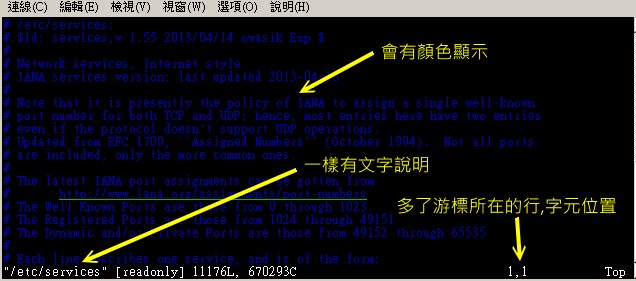 連線(C) 編輯(E) 檢視(V) 視窗(W) 選項(O) 說明(H)
# /etc/services:
# $Id: services,v 1.55 2013/04/14 ovasik Exp $
#
# Network services, Internet style
# IANA services version: last updated 2013-04
#
# Note that it is presently the policy of IANA to assign a single well-known
# port number for both TCP and UDP; hence, most entries here have two entries
# even if the protocol doesn't support UDP operations.
# Updated from RFC 1700, ``Assigned Numbers'' (October 1994).  Not all ports
# are included, only the more common ones.
#
# The latest IANA port assignments can be gotten from
#       http://www.iana.org/assignments/port-numbers
# The Well Known Ports are those from 0 through 1023.
# The Registered Ports are those from 1024 through 49151
# The Dynamic and/or Private Ports are those from 49152 through 65535
#
# Each line describes one service, and is of the form:
"/etc/services" [readonly] 11176L, 670293C 1,1 Top
會有顏色顯示
一樣有文字說明
多了游標所在的行,字元位置